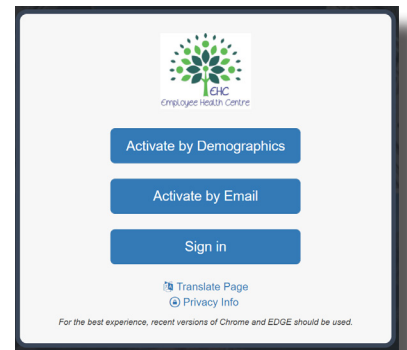 EHC
Employee Health Centre
Activate by Demographics
Activate by Email
Sign in
Translate Page
Privacy Info
For the best experience, recent versions of Chrome and EDGE should be used.